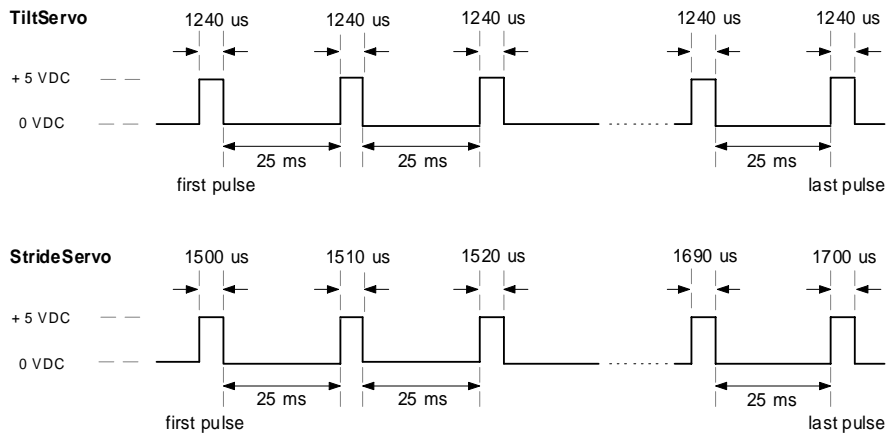 TiltServo 1240 us 1240 us 1240 us 1240 us 1240 us
+ 5 VDC
0 VDC
25 ms 25 ms 25 ms
first pulse last pulse
StrideServo 1500 us 1510 us 1520 us 1690 us 1700 us
+ 5 VDC
0 VDC
25 ms 25 ms 25 ms
first pulse last pulse